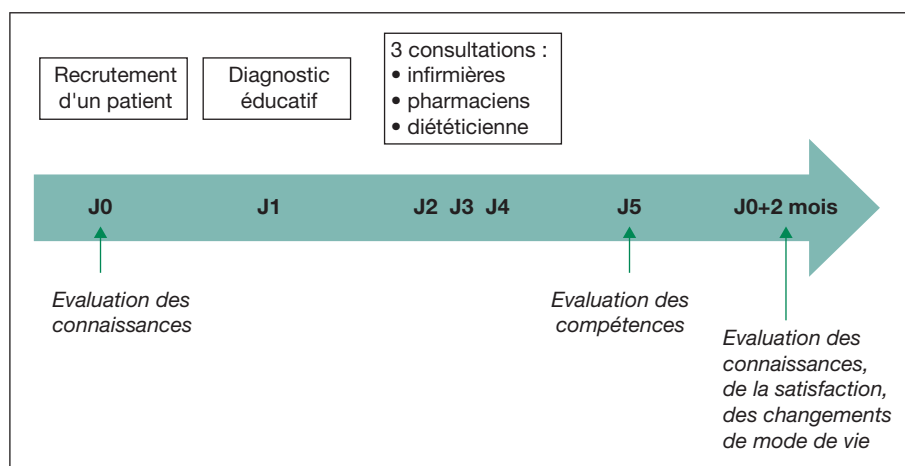 Recrutement
d'un patient
Diagnostic
éducatif
3 consultations :
• infirmières
• pharmaciens
• diététicienne
J0
J1
J2 J3 J4
J5
J0+2 mois
Evaluation des
connaissances
Evaluation des
compétences
Evaluation des
connaissances,
de la satisfaction,
des changements
de mode de vie